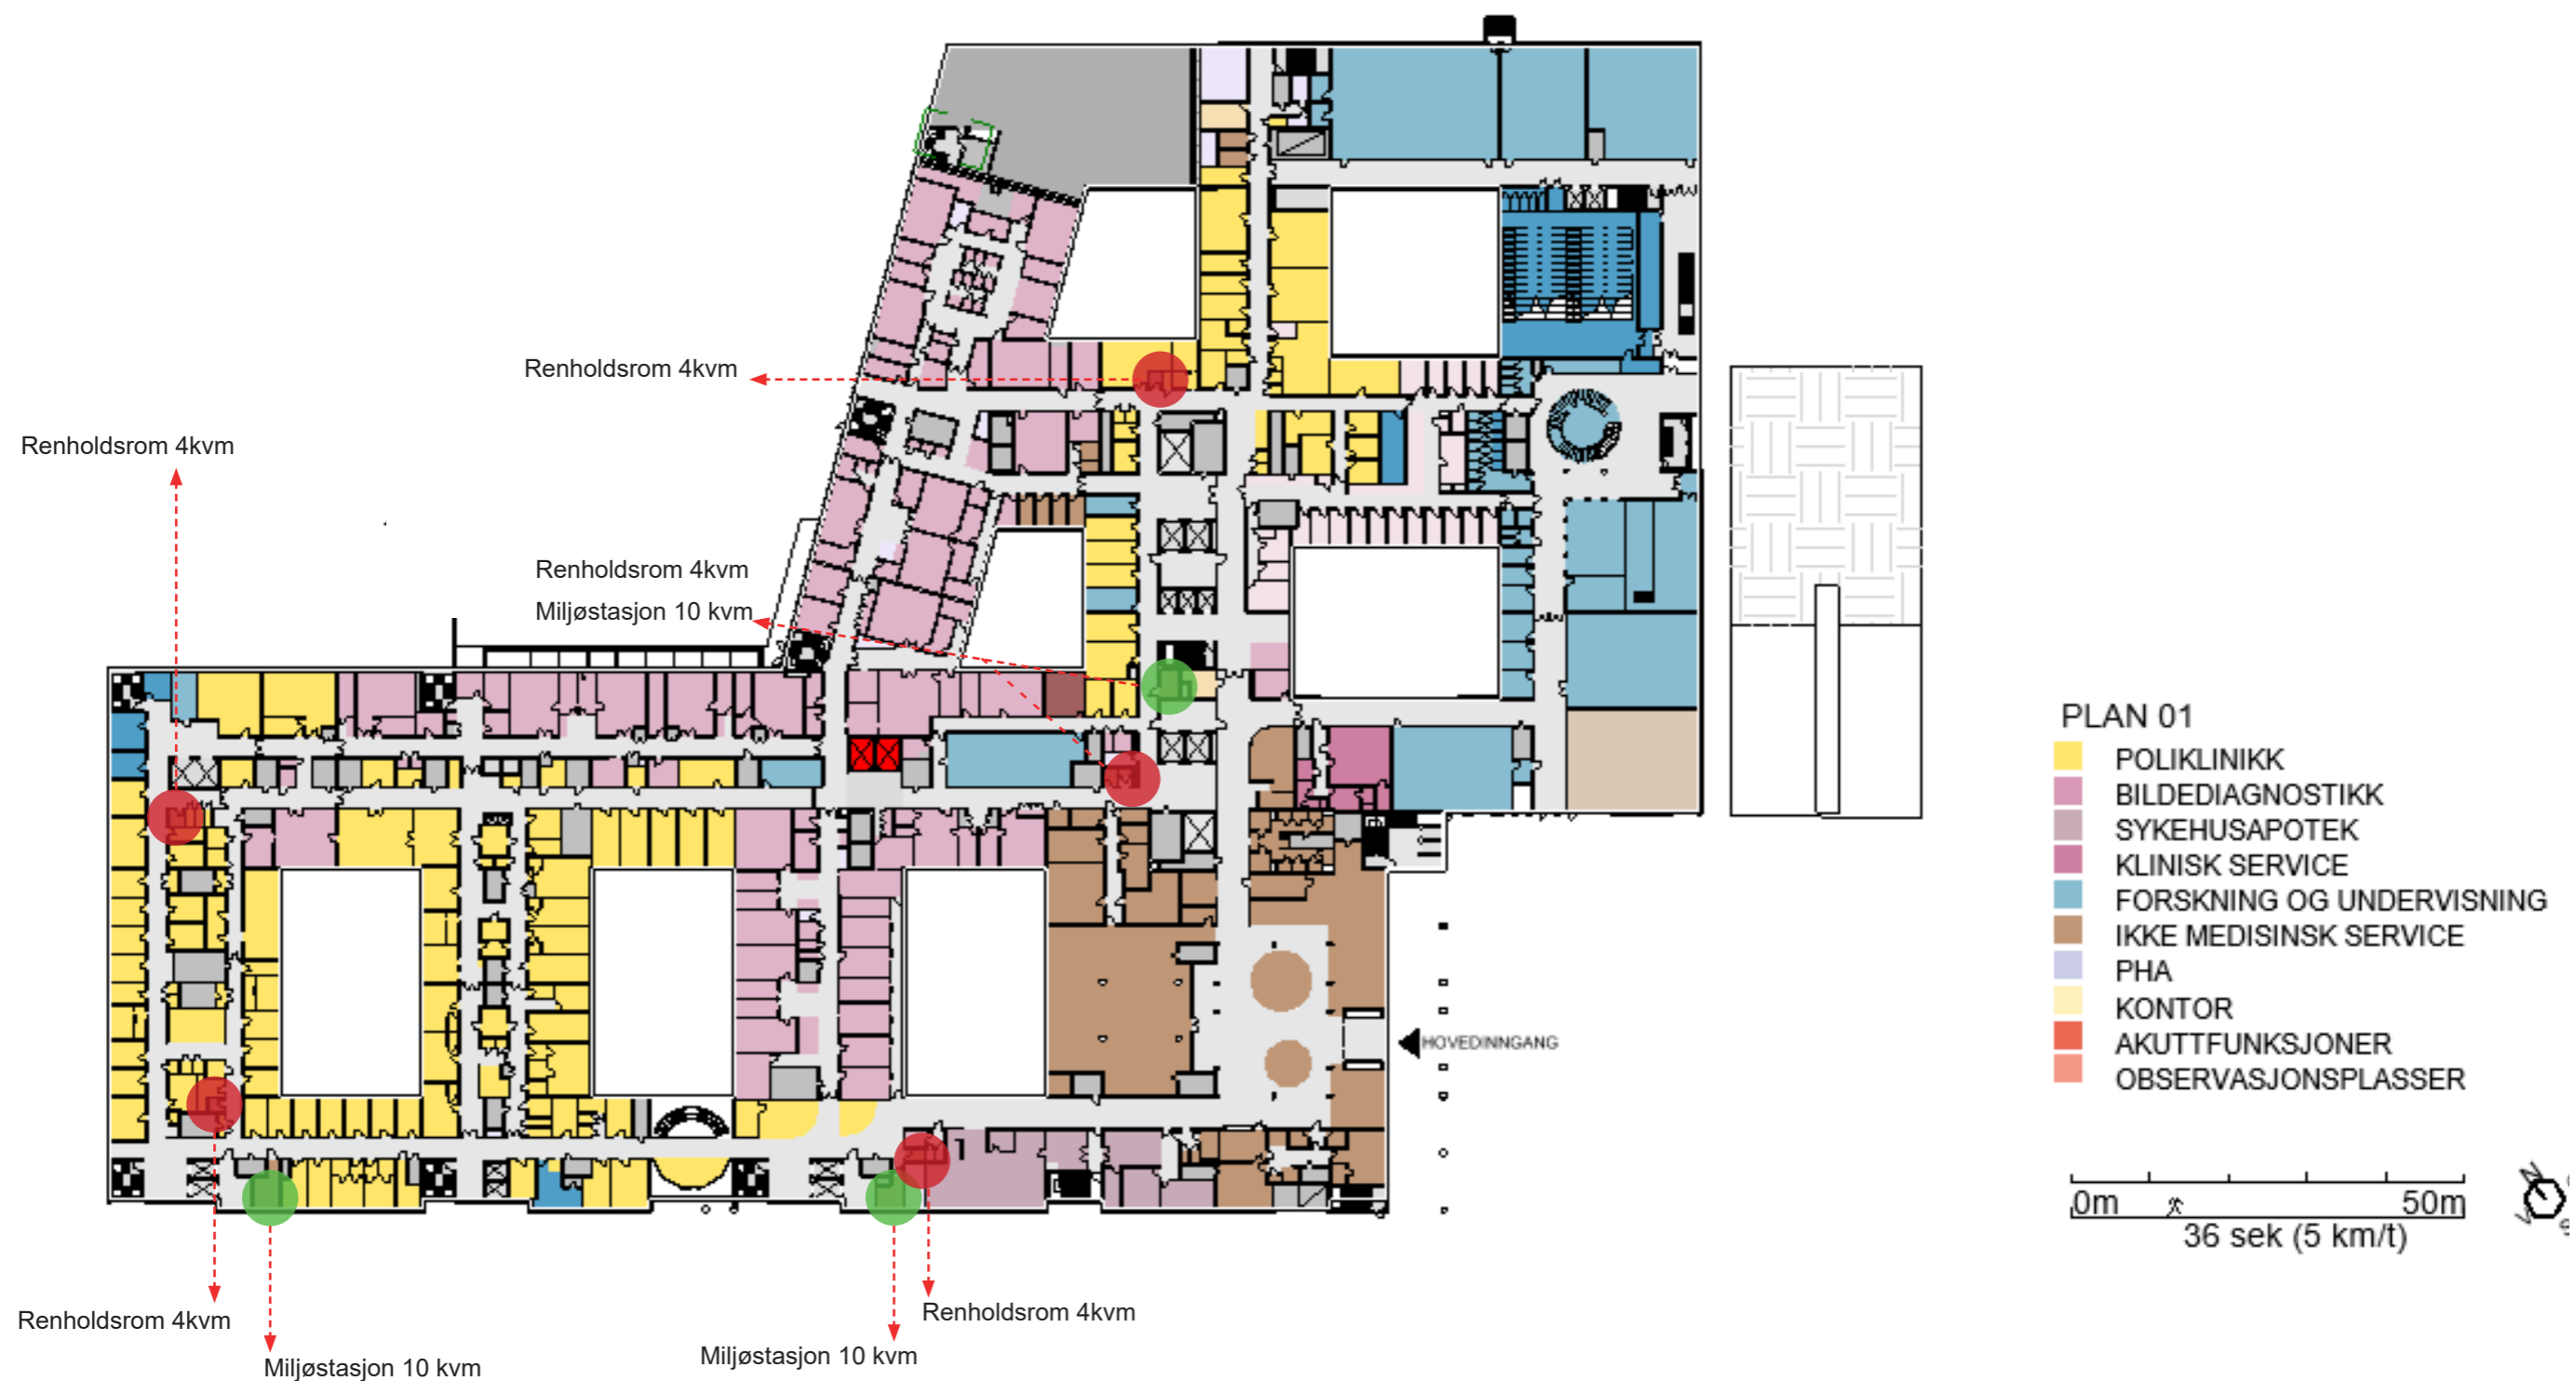 Renholdsrom 4kvm
Renholdsrom 4kvm
Renholdsrom 4kvm
Miljøstasjon 10 kvm
HOVEDINNGANG
1
Renholdsrom 4kvm
Miljøstasjon 10 kvm
Renholdsrom 4kvm
Miljøstasjon 10 kvm
PLAN 01
POLIKLINIKK
BILDEDIAGNOSTIKK
SYKEHUSAPOTEK
KLINISK SERVICE
FORSKNING OG UNDERVISNING
IKKE MEDISINSK SERVICE
PHA
KONTOR
AKUTTFUNKSJONER
OBSERVASJONSPLASSER
0m 50m
36 sek (5 km/t)
N
V